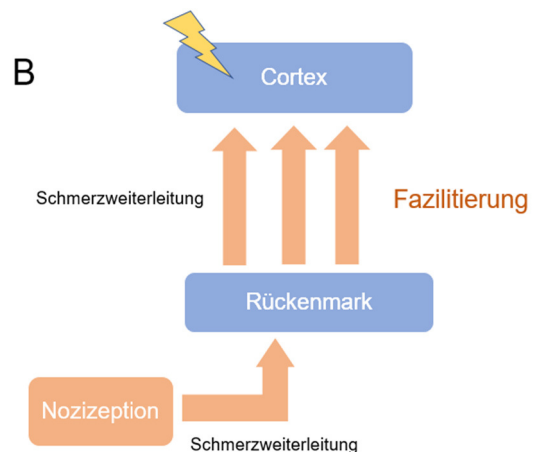 B
Cortex
Schmerzweiterleitung
Fazilitierung
Rückenmark
Nozizeption
Schmerzweiterleitung